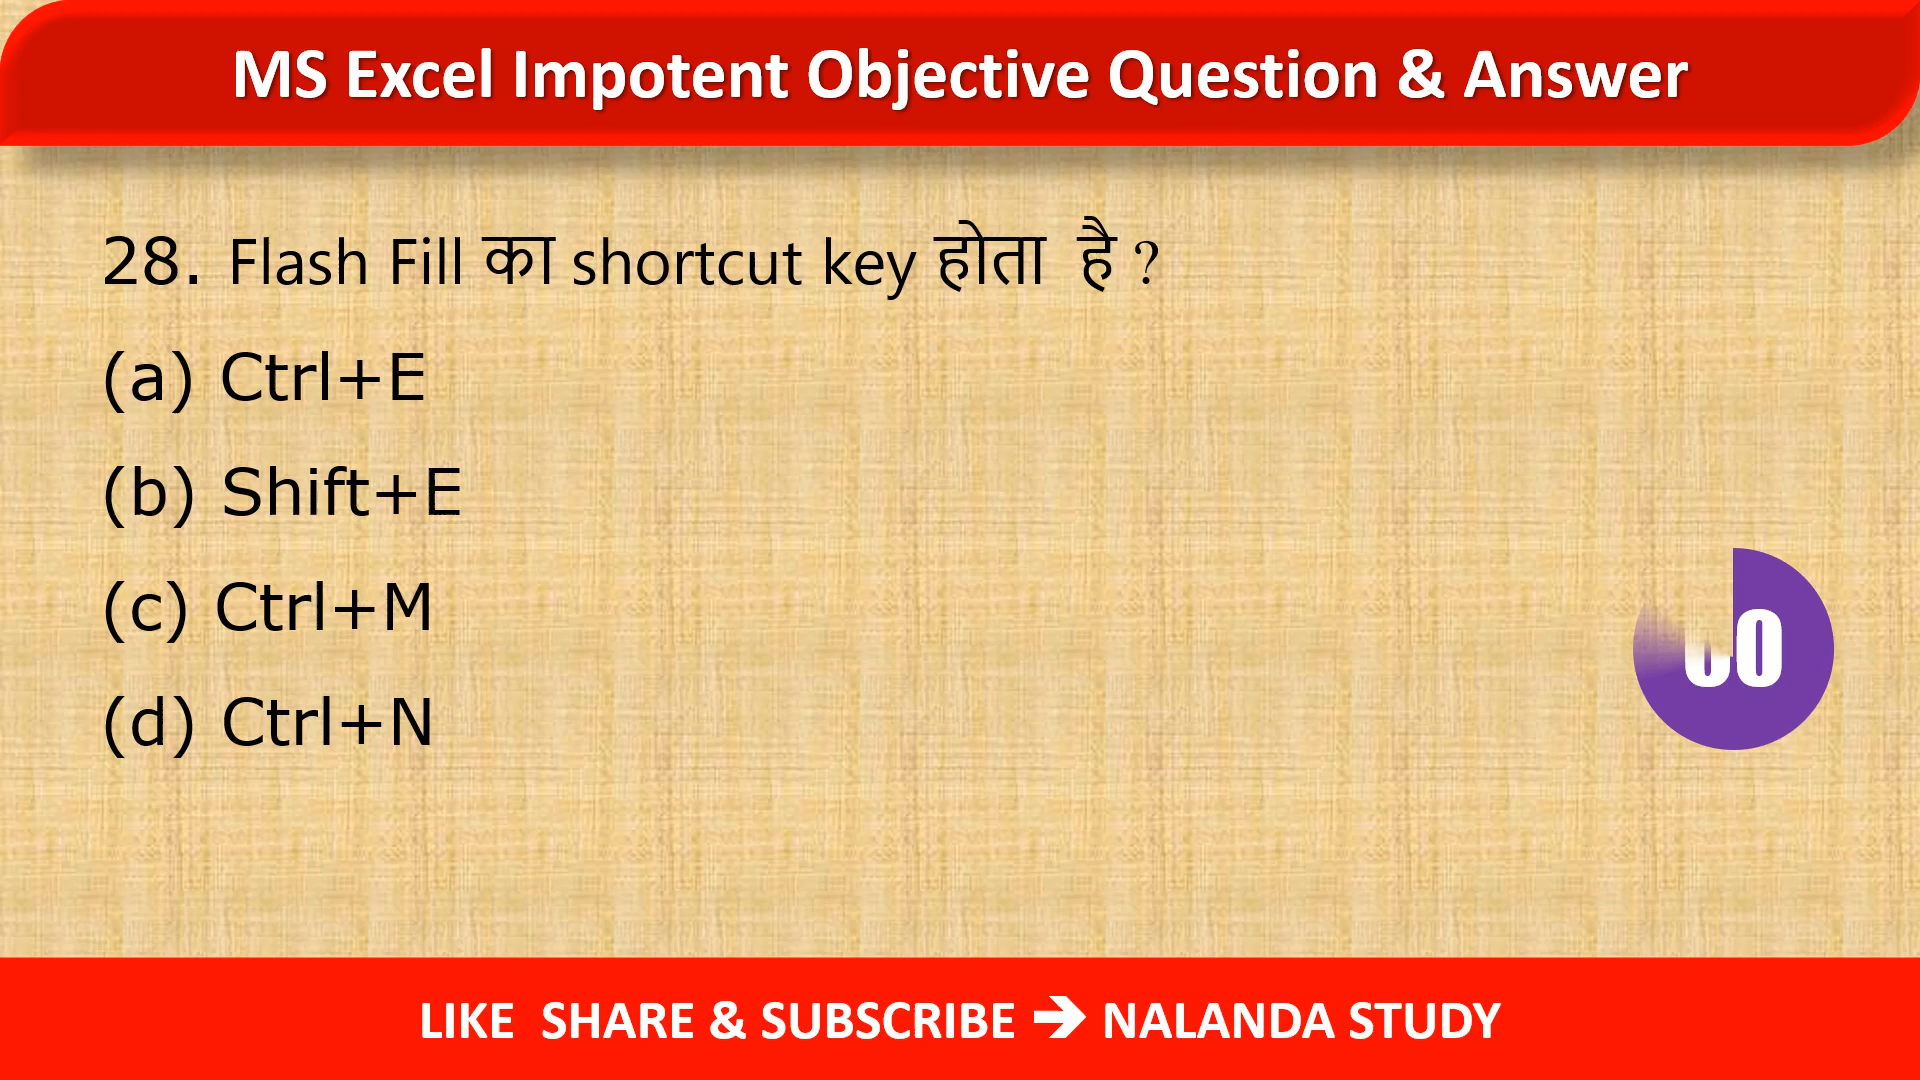 MS Excel Impotent Objective Question & Answer
28. Flash Fill का shortcut key होता है ?
(a) Ctrl+E
(b) Shift+E
(c) Ctrl+M
(d) Ctrl+N
LIKE SHARE & SUBSCRIBE ➔ NALANDA STUDY